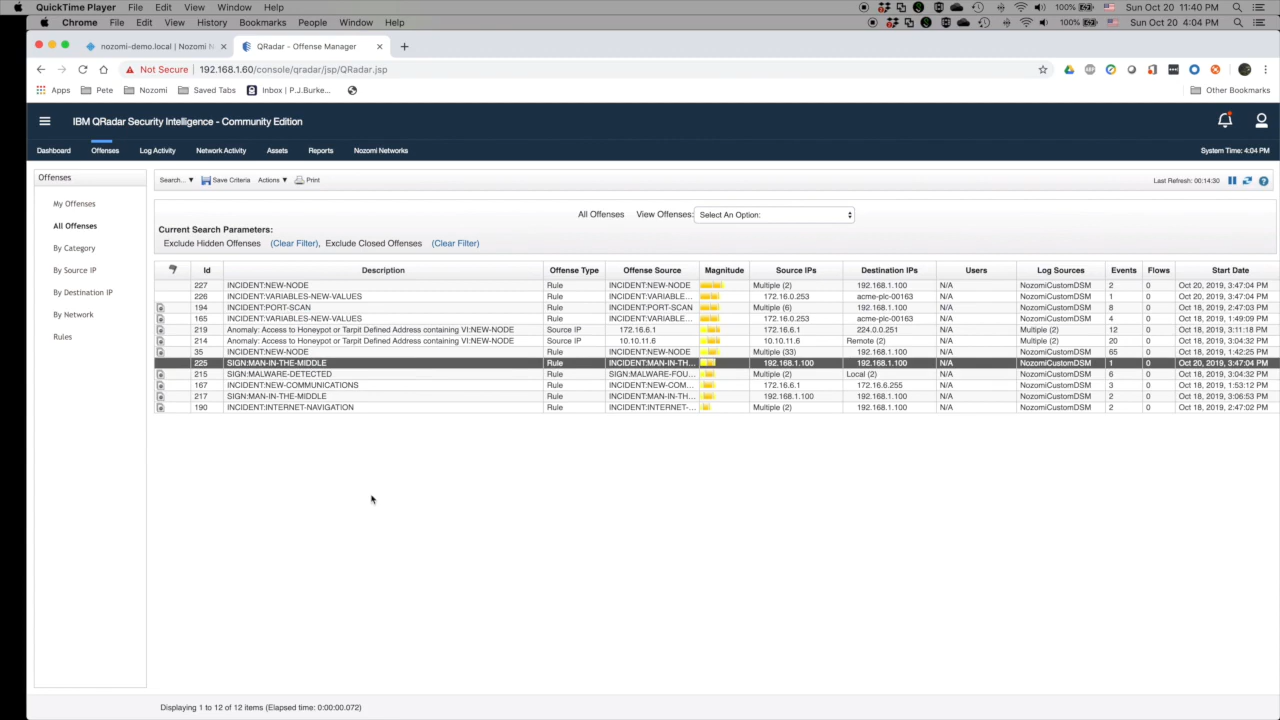 QuickTime Player File Edit View Window Help 100% Sun Oct 20 11:40 PM
Chrome File Edit View History Bookmarks People Window Help 100% Sun Oct 20 4:04 PM
nozomi-demo.local | Nozomi N QRadar - Offense Manager
Not Secure 192.168.1.60/console/qradar/jsp/QRadar.jsp
Apps Pete Nozomi Saved Tabs Inbox | P.J.Burke... Other Bookmarks
IBM QRadar Security Intelligence - Community Edition
Dashboard Offenses Log Activity Network Activity Assets Reports Nozomi Networks System Time: 4:04 PM
Offenses
My Offenses
All Offenses
By Category
By Source IP
By Destination IP
By Network
Rules
Search... ▼ Save Criteria Actions ▼ Print Last Refresh: 00:14:30
All Offenses View Offenses: Select An Option:
Current Search Parameters:
Exclude Hidden Offenses (Clear Filter), Exclude Closed Offenses (Clear Filter)
Id Description Offense Type Offense Source Magnitude Source IPs Destination IPs Users Log Sources Events Flows Start Date
227 INCIDENT:NEW-NODE Rule INCIDENT:NEW-NODE Multiple (2) 192.168.1.100 N/A NozomiCustomDSM 2 0 Oct 20, 2019, 3:47:04 PM
226 INCIDENT:VARIABLES-NEW-VALUES Rule INCIDENT:VARIABLE... 172.16.0.253 acme-plc-00163 N/A NozomiCustomDSM 1 0 Oct 20, 2019, 3:47:04 PM
194 INCIDENT:PORT-SCAN Rule INCIDENT:PORT-SCAN Multiple (6) 192.168.1.100 N/A NozomiCustomDSM 8 0 Oct 18, 2019, 2:47:03 PM
165 INCIDENT:VARIABLES-NEW-VALUES Rule INCIDENT:VARIABLE... 172.16.0.253 acme-plc-00163 N/A NozomiCustomDSM 4 0 Oct 18, 2019, 1:49:09 PM
219 Anomaly: Access to Honeypot or Tarpit Defined Address containing VI:NEW-NODE Source IP 172.16.6.1 172.16.6.1 224.0.0.251 N/A Multiple (2) 12 0 Oct 18, 2019, 3:11:18 PM
214 Anomaly: Access to Honeypot or Tarpit Defined Address containing VI:NEW-NODE Source IP 10.10.11.6 10.10.11.6 Remote (2) N/A Multiple (2) 20 0 Oct 18, 2019, 3:04:32 PM
35 INCIDENT:NEW-NODE Rule INCIDENT:NEW-NODE Multiple (33) 192.168.1.100 N/A NozomiCustomDSM 65 0 Oct 18, 2019, 1:42:25 PM
225 SIGN:MAN-IN-THE-MIDDLE Rule INCIDENT:MAN-IN-TH... 192.168.1.100 192.168.1.100 N/A NozomiCustomDSM 1 0 Oct 20, 2019, 3:47:04 PM
215 SIGN:MALWARE-DETECTED Rule SIGN:MALWARE-FOU... Multiple (2) Local (2) N/A NozomiCustomDSM 6 0 Oct 18, 2019, 3:04:32 PM
167 INCIDENT:NEW-COMMUNICATIONS Rule INCIDENT:NEW-COM... 172.16.6.1 172.16.6.255 N/A NozomiCustomDSM 3 0 Oct 18, 2019, 1:53:12 PM
217 SIGN:MAN-IN-THE-MIDDLE Rule INCIDENT:MAN-IN-TH... 192.168.1.100 192.168.1.100 N/A NozomiCustomDSM 2 0 Oct 18, 2019, 3:06:53 PM
190 INCIDENT:INTERNET-NAVIGATION Rule INCIDENT:INTERNET-... Multiple (2) 192.168.1.100 N/A NozomiCustomDSM 2 0 Oct 18, 2019, 2:47:02 PM
Displaying 1 to 12 of 12 items (Elapsed time: 0:00:00.072)